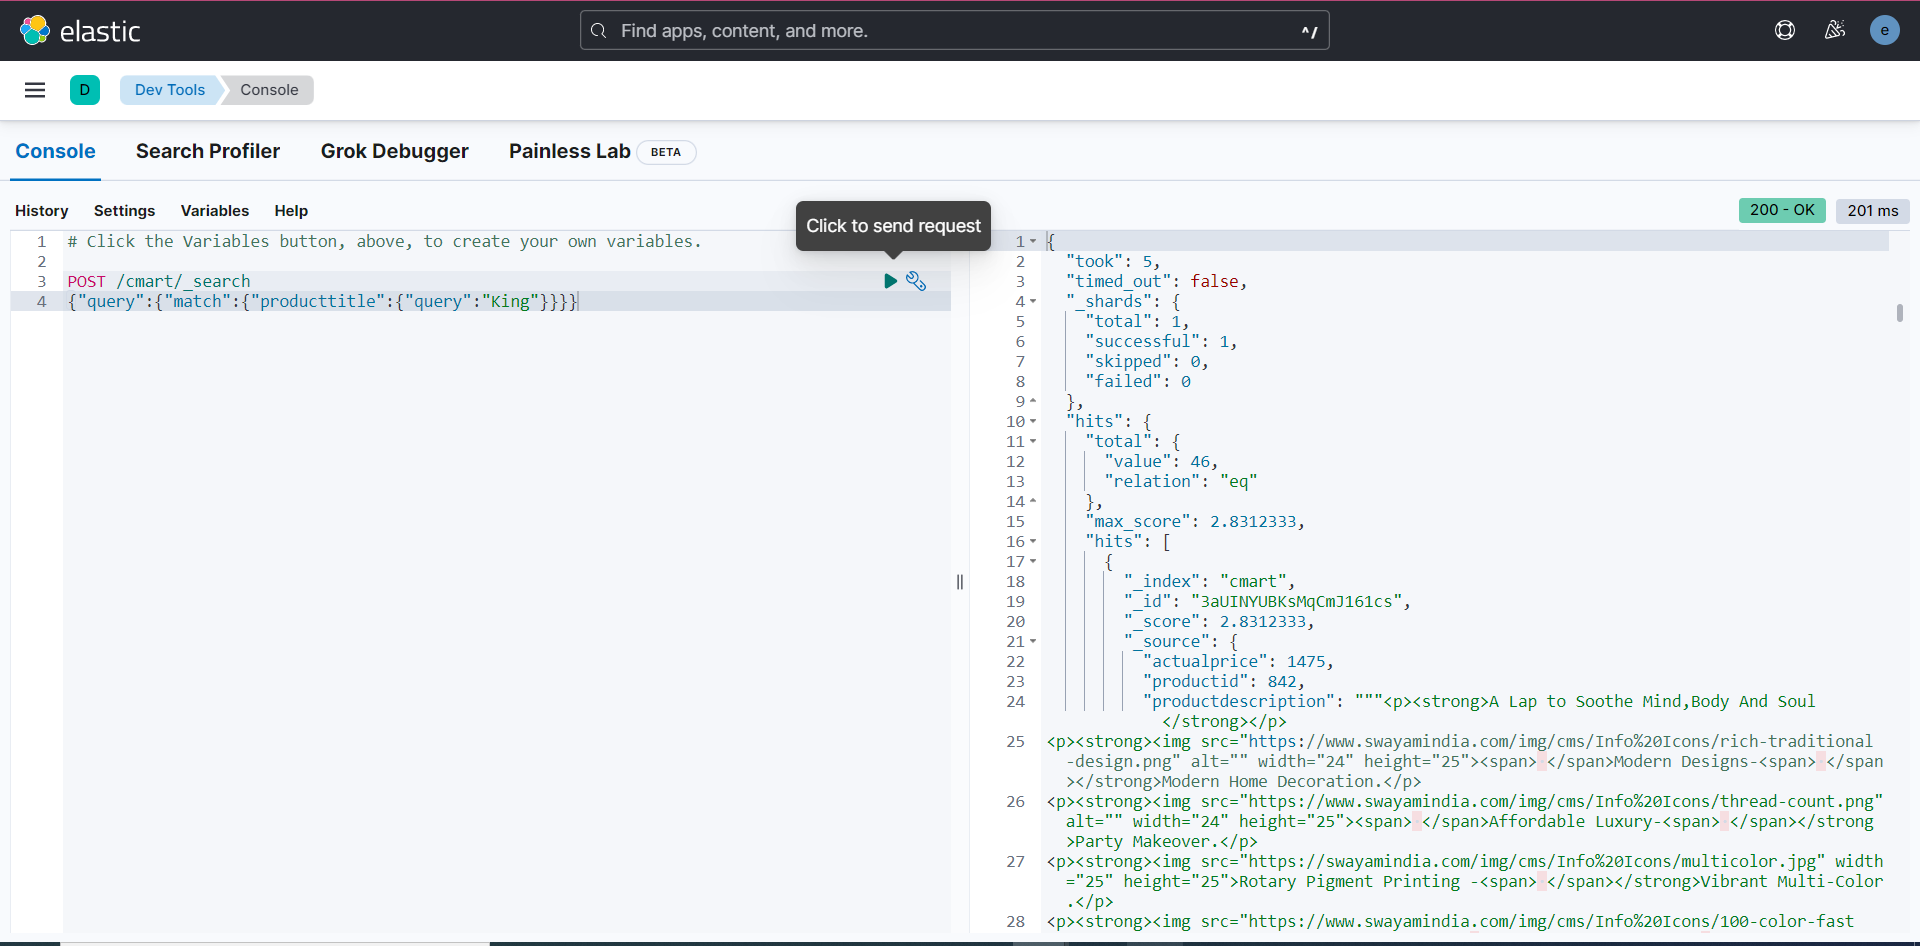 elastic
Find apps, content, and more.
^/
e
D
Dev Tools
Console
Console
Search Profiler
Grok Debugger
Painless Lab
BETA
History
Settings
Variables
Help
Click to send request
200 - OK
201 ms
1 # Click the Variables button, above, to create your own variables.
2
3 POST /cmart/_search
4 {"query":{"match":{"producttitle":{"query":"King"}}}}
1 {
2 "took": 5,
3 "timed_out": false,
4 "_shards": {
5 "total": 1,
6 "successful": 1,
7 "skipped": 0,
8 "failed": 0
9 },
10 "hits": {
11 "total": {
12 "value": 46,
13 "relation": "eq"
14 },
15 "max_score": 2.8312333,
16 "hits": [
17 {
18 "_index": "cmart",
19 "_id": "3aUINYUBKsMqCmJ161cs",
20 "_score": 2.8312333,
21 "_source": {
22 "actualprice": 1475,
23 "productid": 842,
24 "productdescription": """<p><strong>A Lap to Soothe Mind,Body And Soul
</strong></p>
25 <p><strong><img src="https://www.swayamindia.com/img/cms/Info%20Icons/rich-traditional
-design.png" alt="" width="24" height="25"><span> </span>Modern Designs-<span> </span
></strong>Modern Home Decoration.</p>
26 <p><strong><img src="https://www.swayamindia.com/img/cms/Info%20Icons/thread-count.png"
alt="" width="24" height="25"><span> </span>Affordable Luxury-<span> </span></strong
>Party Makeover.</p>
27 <p><strong><img src="https://swayamindia.com/img/cms/Info%20Icons/multicolor.jpg" width
="25" height="25">Rotary Pigment Printing -<span> </span></strong>Vibrant Multi-Color
.</p>
28 <p><strong><img src="https://www.swayamindia.com/img/cms/Info%20Icons/100-color-fast